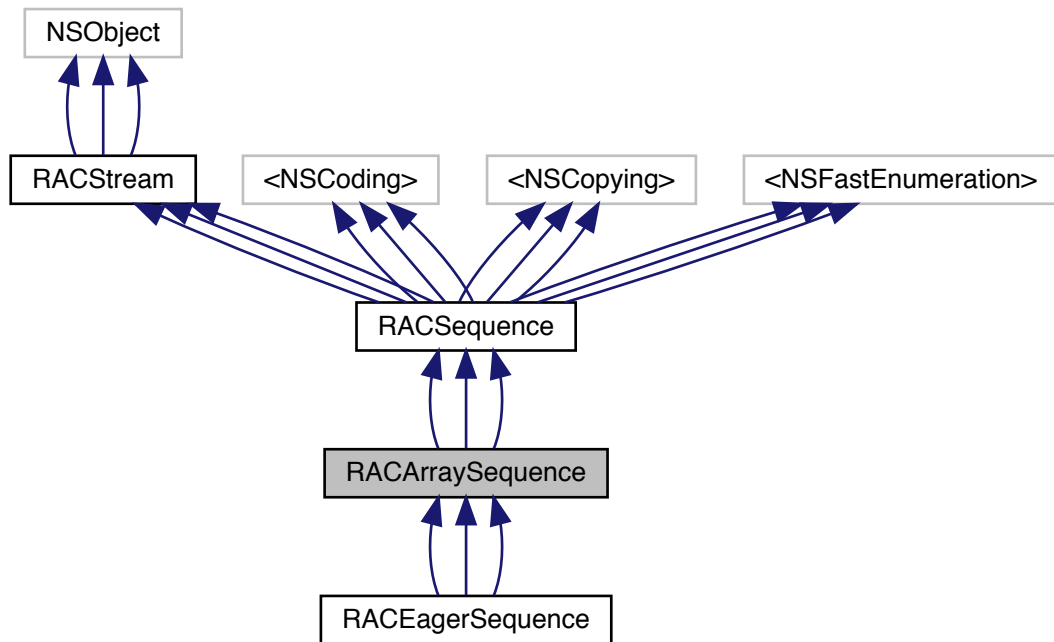 NSObject
RACStream
<NSCoding>
<NSCopying>
<NSFastEnumeration>
RACSequence
RACArraySequence
RACEagerSequence